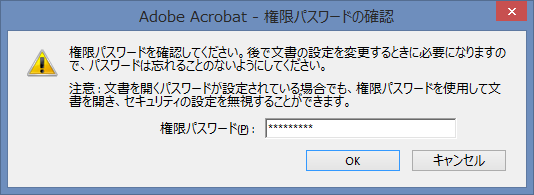 Adobe Acrobat - 権限パスワードの確認
権限パスワードを確認してください。後で文書の設定を変更するときに必要になりますの
で、パスワードは忘れることのないようにしてください。
注意 : 文書を開くパスワードが設定されている場合でも、権限パスワードを使用して文
書を開き、セキュリティの設定を無視することができます。
権限パスワード(P) : *********
OK キャンセル